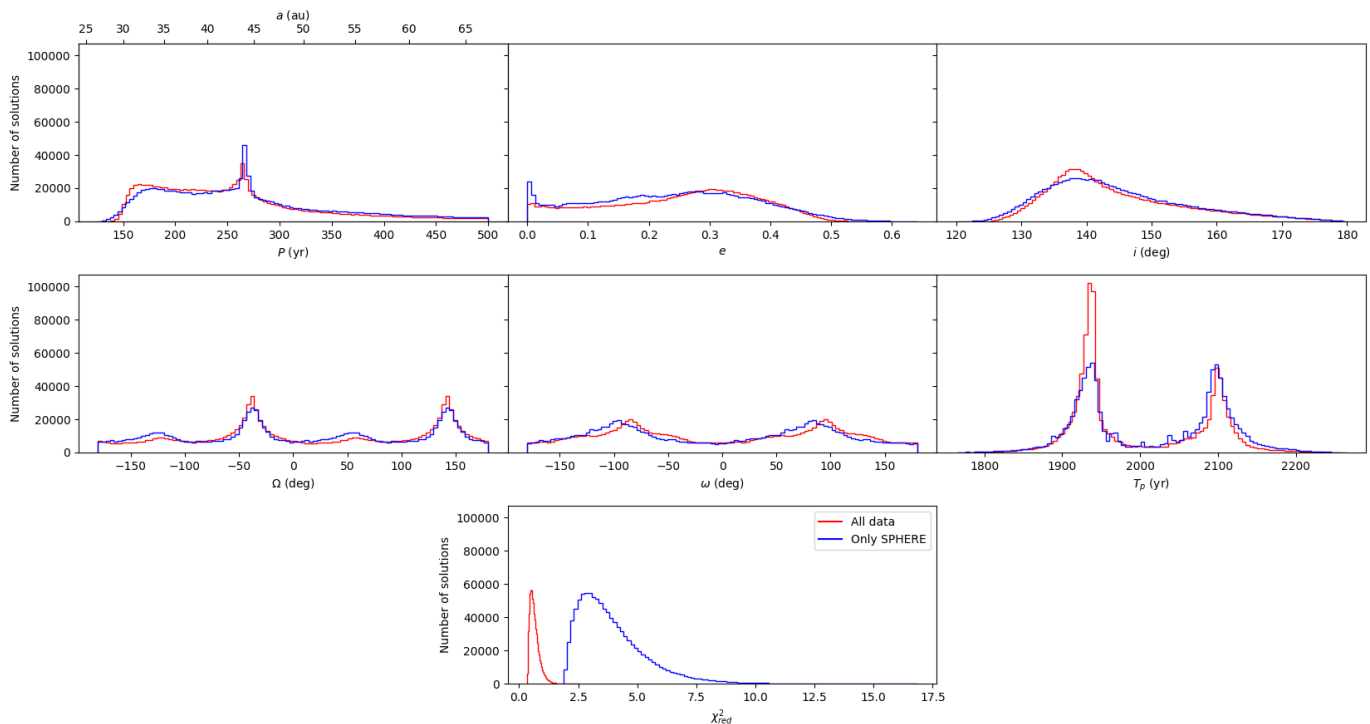 a (au)
25 30 35 40 45 50 55 60 65
100000
80000
60000
40000
20000
0
Number of solutions
150 200 250 300 350 400 450 500
P (yr)
0.0 0.1 0.2 0.3 0.4 0.5 0.6
e
120 130 140 150 160 170 180
i (deg)
100000
80000
60000
40000
20000
0
Number of solutions
−150 −100 −50 0 50 100 150
Ω (deg)
−150 −100 −50 0 50 100 150
ω (deg)
1800 1900 2000 2100 2200
T_p (yr)
100000
80000
60000
40000
20000
0
Number of solutions
All data
Only SPHERE
0.0 2.5 5.0 7.5 10.0 12.5 15.0 17.5
χ²_red